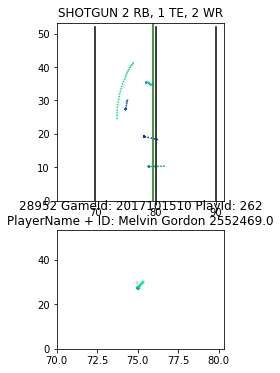 SHOTGUN 2 RB, 1 TE, 2 WR
50
40
30
20
10
0
70 80 90
28952 GameId: 2017101510 PlayId: 262
PlayerName + ID: Melvin Gordon 2552469.0
40
20
0
70.0 72.5 75.0 77.5 80.0